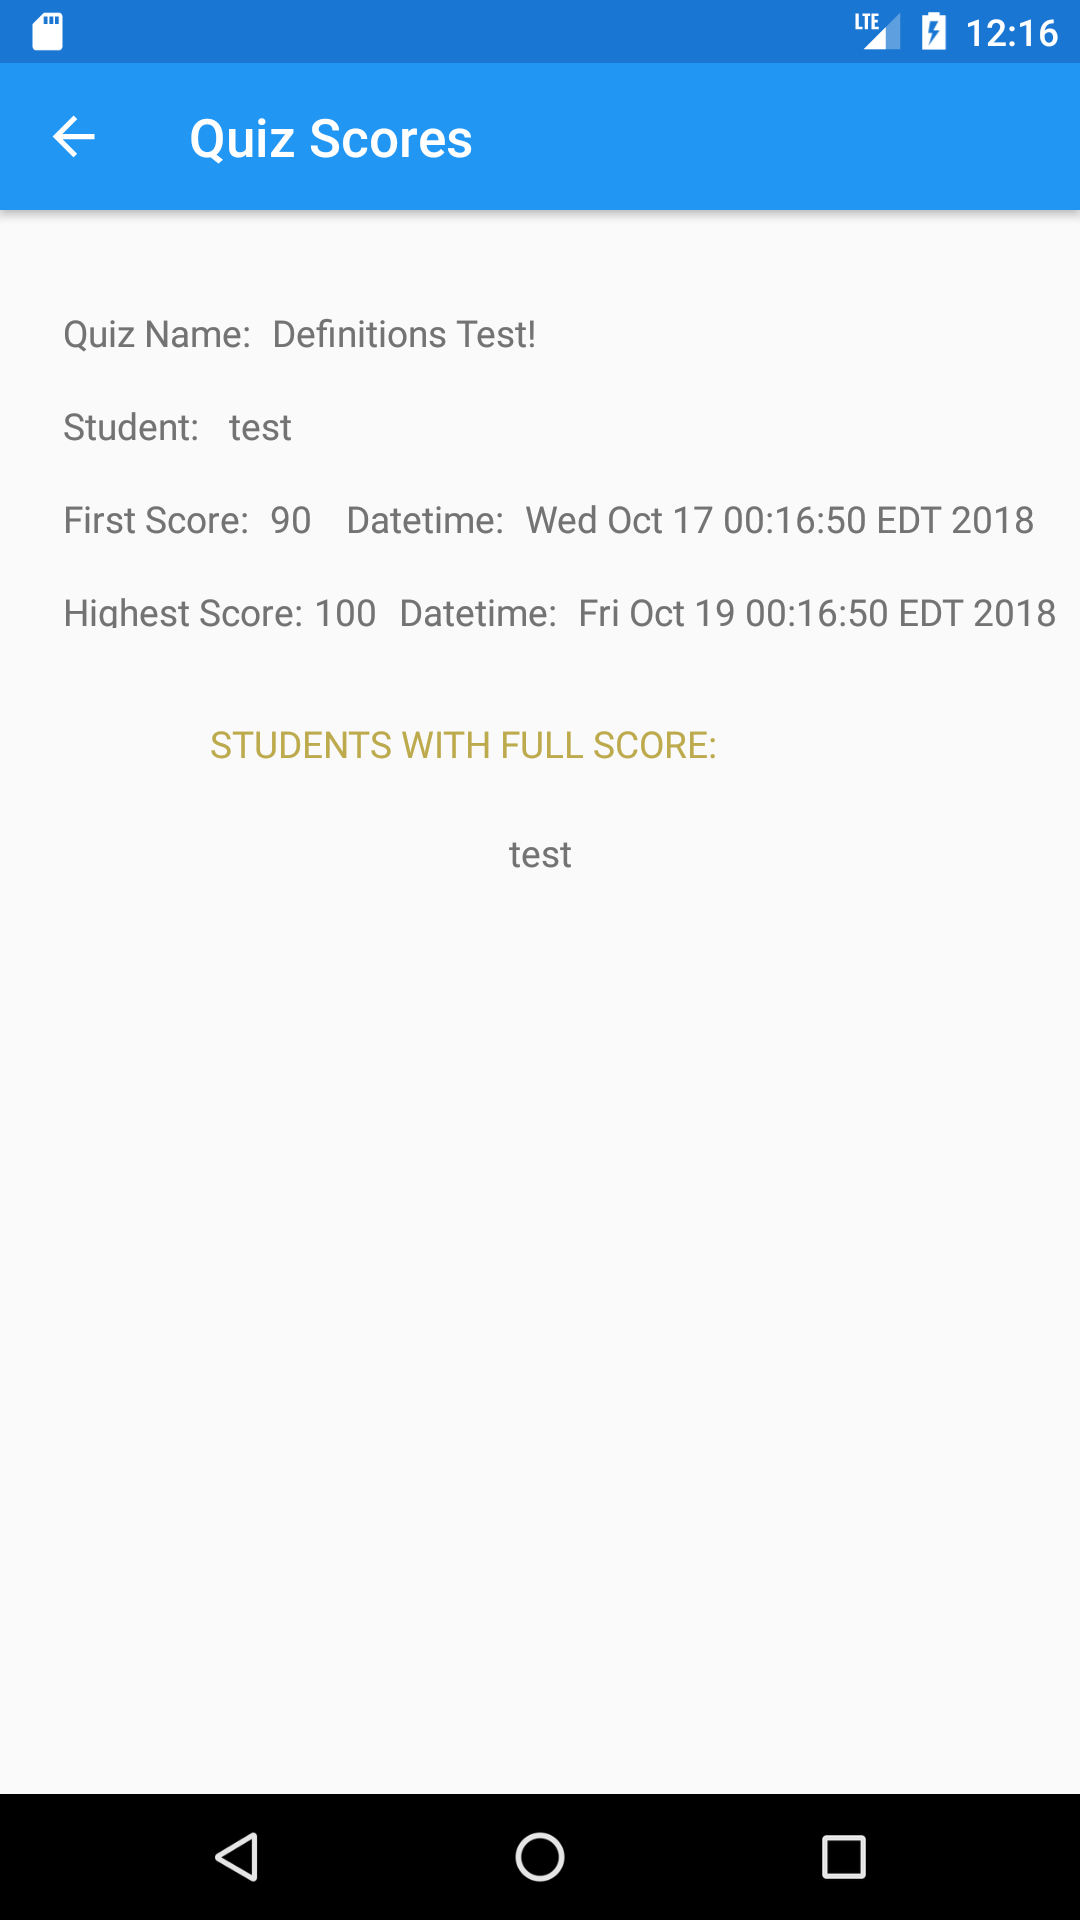 LTE 12:16
Quiz Scores
Quiz Name: Definitions Test!
Student: test
First Score: 90 Datetime: Wed Oct 17 00:16:50 EDT 2018
Highest Score: 100 Datetime: Fri Oct 19 00:16:50 EDT 2018
STUDENTS WITH FULL SCORE:
test